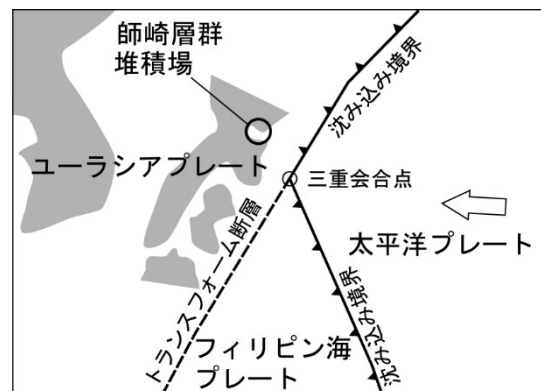 師崎層群
堆積場
沈み込み境界
ユーラシアプレート
三重会合点
太平洋プレート
トランスフォーム断層
沈み込み境界
フィリピン海
プレート